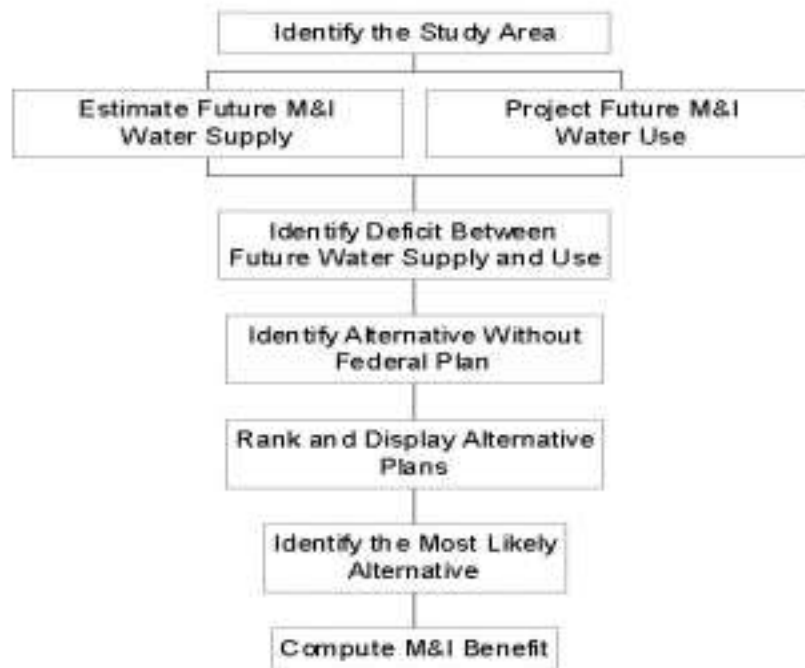 Identify the Study Area
Estimate Future M&I
Water Supply
Project Future M&I
Water Use
Identify Deficit Between
Future Water Supply and Use
Identify Alternative Without
Federal Plan
Rank and Display Alternative
Plans
Identify the Most Likely
Alternative
Compute M&I Benefit